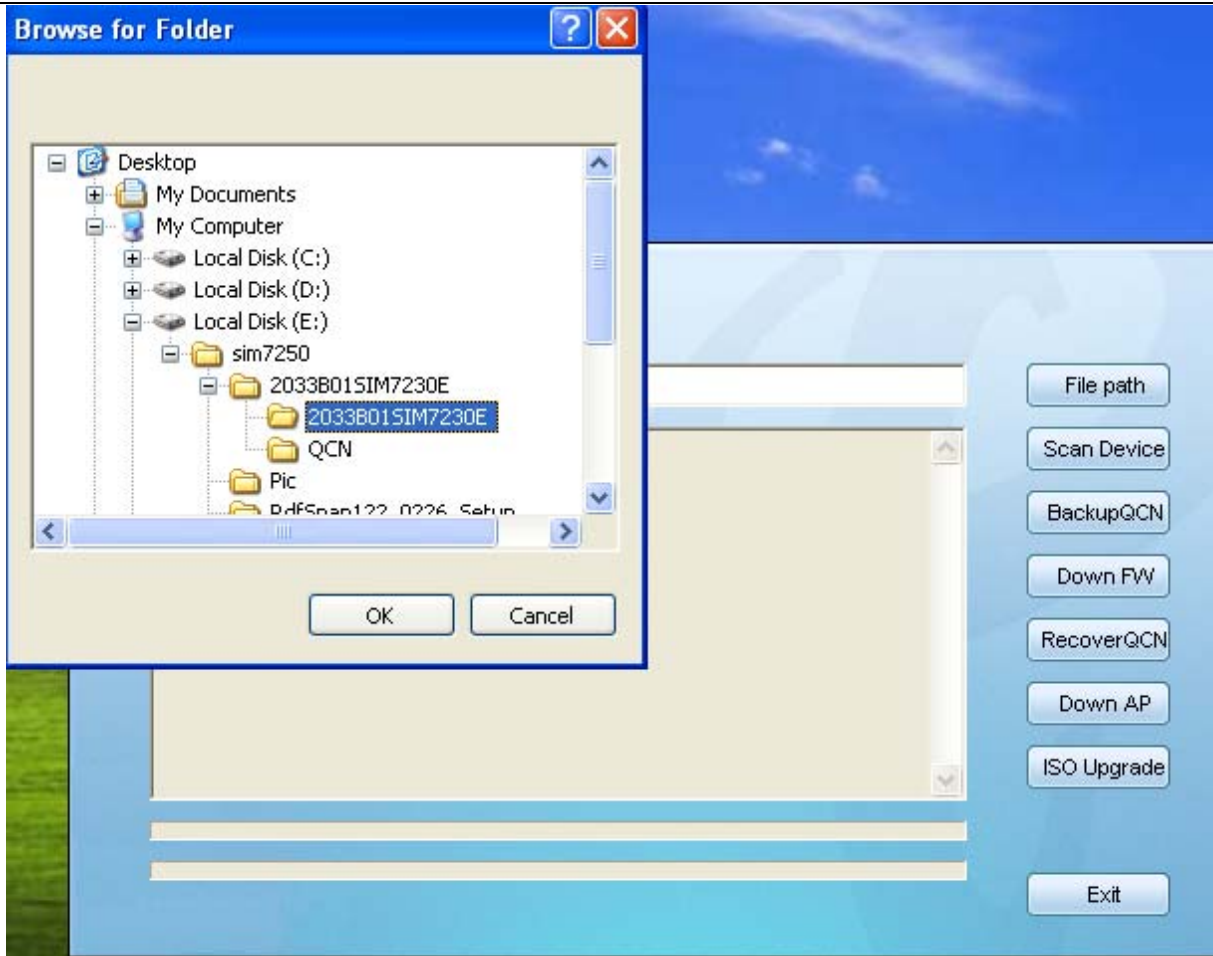 Browse for Folder
Desktop
My Documents
My Computer
Local Disk (C:)
Local Disk (D:)
Local Disk (E:)
sim7250
2033B01SIM7230E
2033B01SIM7230E
QCN
Pic
PdfSnap122_0226_Setup
OK
Cancel
File path
Scan Device
BackupQCN
Down FW
RecoverQCN
Down AP
ISO Upgrade
Exit